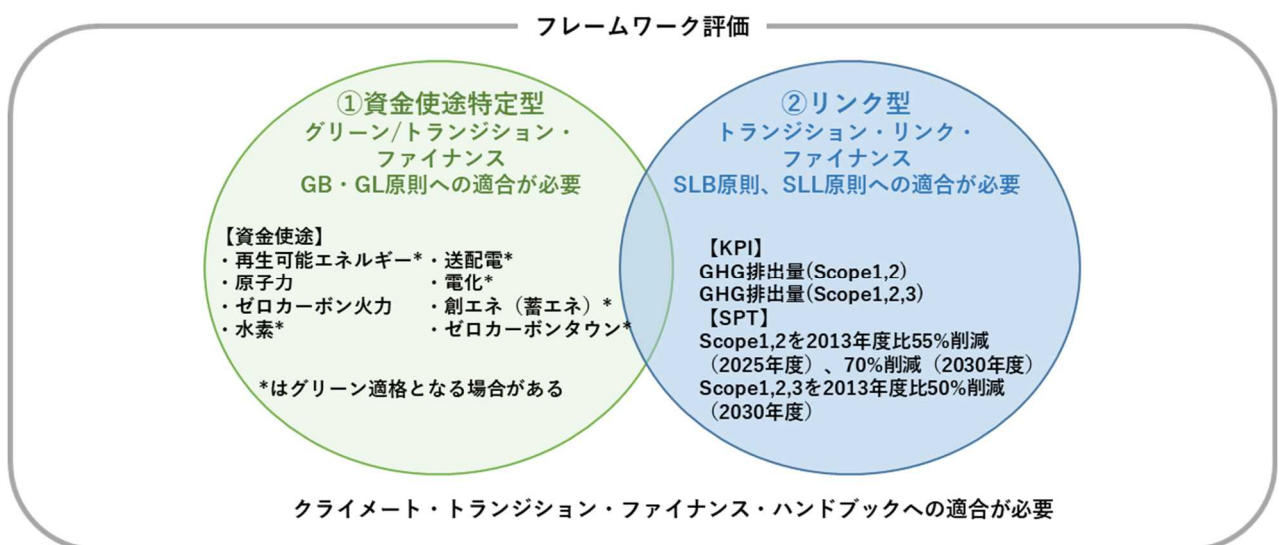 フレームワーク評価
①資金使途特定型
グリーン/トランジション・
ファイナンス
GB・GL原則への適合が必要
【資金使途】
・再生可能エネルギー*・送配電*
・原子力 ・電化*
・ゼロカーボン火力 ・創エネ（蓄エネ）*
・水素* ・ゼロカーボンタウン*
*はグリーン適格となる場合がある
②リンク型
トランジション・リンク・
ファイナンス
SLB原則、SLL原則への適合が必要
【KPI】
GHG排出量(Scope1,2)
GHG排出量(Scope1,2,3)
【SPT】
Scope1,2を2013年度比55%削減
（2025年度）、70%削減（2030年度）
Scope1,2,3を2013年度比50%削減
（2030年度）
クライメート・トランジション・ファイナンス・ハンドブックへの適合が必要